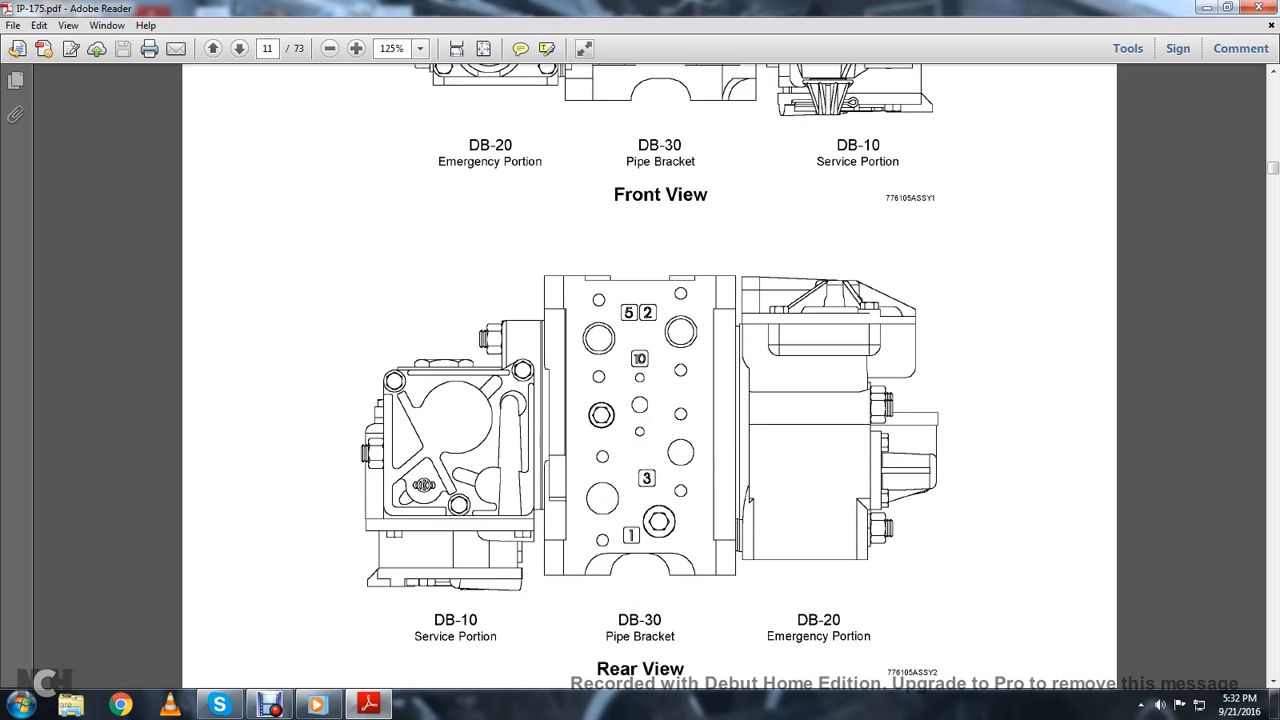 IP-175.pdf - Adobe Reader
File Edit View Window Help
11 / 73
125%
Tools Sign Comment
DB-20 DB-30 DB-10
Emergency Portion Pipe Bracket Service Portion
Front View
776105ASSY1
5 2
10
3
1
DB-10 DB-30 DB-20
Service Portion Pipe Bracket Emergency Portion
Rear View
776105ASSY2
NCH
Recorded with Debut Home Edition. Upgrade to Pro to remove this message
5:32 PM
9/21/2016